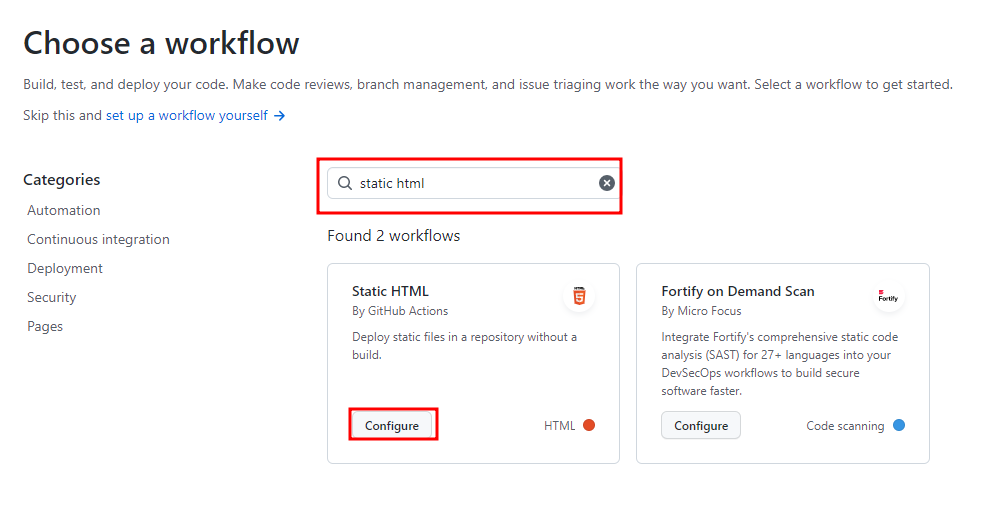 Choose a workflow
Build, test, and deploy your code. Make code reviews, branch management, and issue triaging work the way you want. Select a workflow to get started.
Skip this and set up a workflow yourself →
Categories
Automation
Continuous integration
Deployment
Security
Pages
static html
Found 2 workflows
Static HTML
By GitHub Actions
Deploy static files in a repository without a
build.
Configure
HTML
Fortify on Demand Scan
Fortify
By Micro Focus
Integrate Fortify's comprehensive static code
analysis (SAST) for 27+ languages into your
DevSecOps workflows to build secure
software faster.
Configure
Code scanning